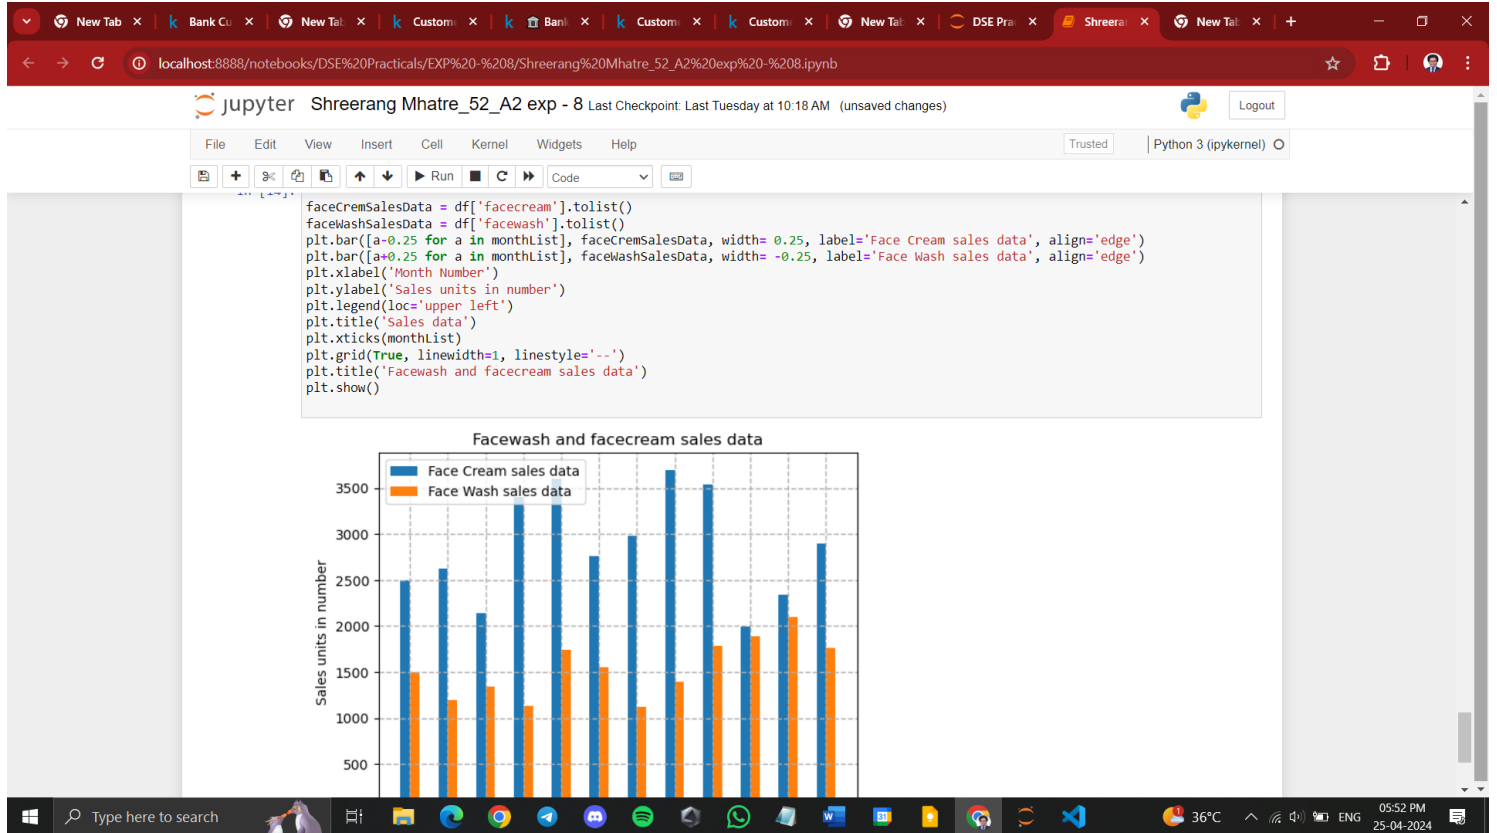 New Tab
Bank Cu
New Tab
Custome
Bank
Custome
Custome
New Tab
DSE Prac
Shreeran
New Tab
localhost:8888/notebooks/DSE%20Practicals/EXP%20-%208/Shreerang%20Mhatre_52_A2%20exp%20-%208.ipynb
jupyter Shreerang Mhatre_52_A2 exp - 8 Last Checkpoint: Last Tuesday at 10:18 AM (unsaved changes)
Logout
File Edit View Insert Cell Kernel Widgets Help
Trusted
Python 3 (ipykernel)
Run
Code
In [14]:
faceCremSalesData = df['facecream'].tolist()
faceWashSalesData = df['facewash'].tolist()
plt.bar([a-0.25 for a in monthList], faceCremSalesData, width= 0.25, label='Face Cream sales data', align='edge')
plt.bar([a+0.25 for a in monthList], faceWashSalesData, width= -0.25, label='Face Wash sales data', align='edge')
plt.xlabel('Month Number')
plt.ylabel('Sales units in number')
plt.legend(loc='upper left')
plt.title('Sales data')
plt.xticks(monthList)
plt.grid(True, linewidth=1, linestyle='--')
plt.title('Facewash and facecream sales data')
plt.show()
Facewash and facecream sales data
Face Cream sales data
Face Wash sales data
3500
3000
2500
2000
1500
1000
500
Sales units in number
Type here to search
36°C
ENG
05:52 PM
25-04-2024